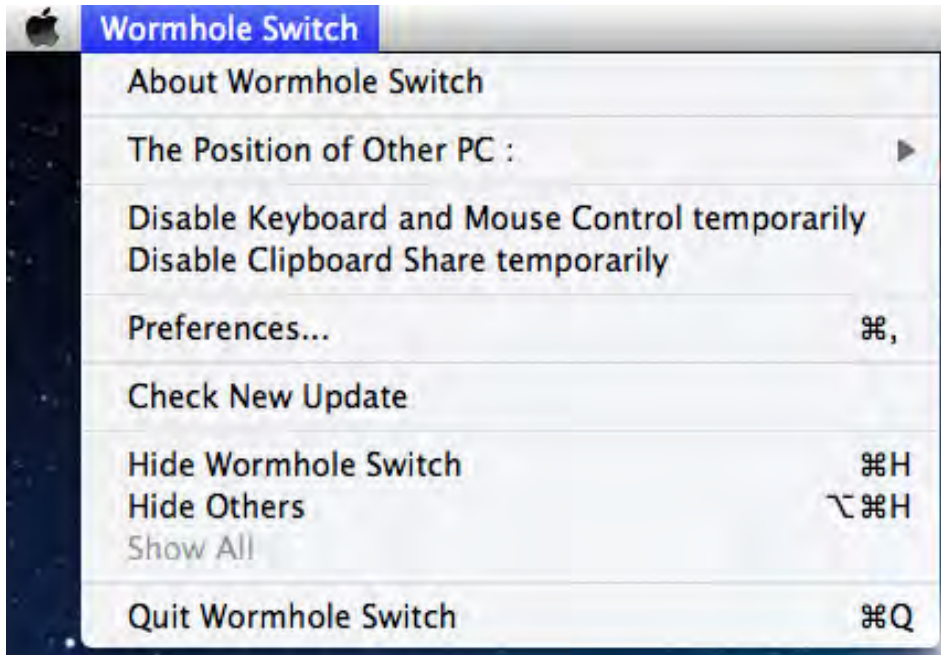 Wormhole Switch
About Wormhole Switch
The Position of Other PC :
Disable Keyboard and Mouse Control temporarily
Disable Clipboard Share temporarily
Preferences... ⌘,
Check New Update
Hide Wormhole Switch ⌘H
Hide Others ⌥⌘H
Show All
Quit Wormhole Switch ⌘Q